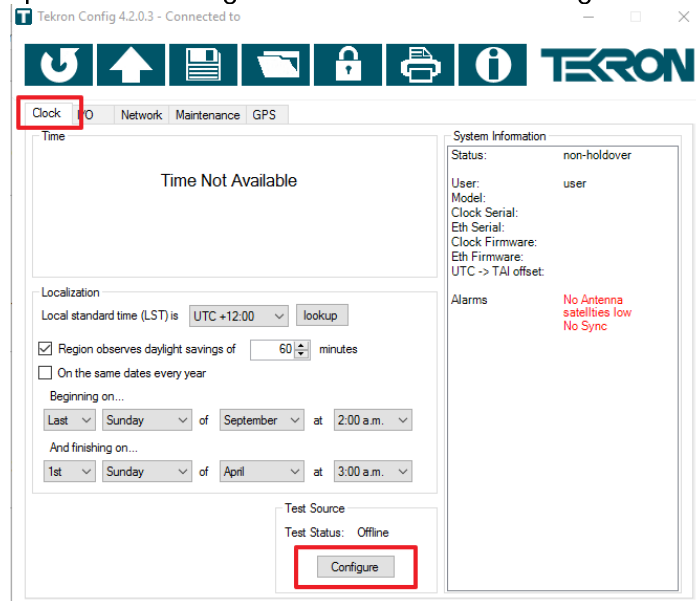 Tekron Config 4.2.0.3 - Connected to
TEKRON
Clock I/O Network Maintenance GPS
Time
Time Not Available
Localization
Local standard time (LST) is UTC +12:00 lookup
Region observes daylight savings of 60 minutes
On the same dates every year
Beginning on...
Last Sunday of September at 2:00 a.m.
And finishing on...
1st Sunday of April at 3:00 a.m.
Test Source
Test Status: Offline
Configure
System Information
Status: non-holdover
User: user
Model:
Clock Serial:
Eth Serial:
Clock Firmware:
Eth Firmware:
UTC -> TAI offset:
Alarms No Antenna
satellties low
No Sync